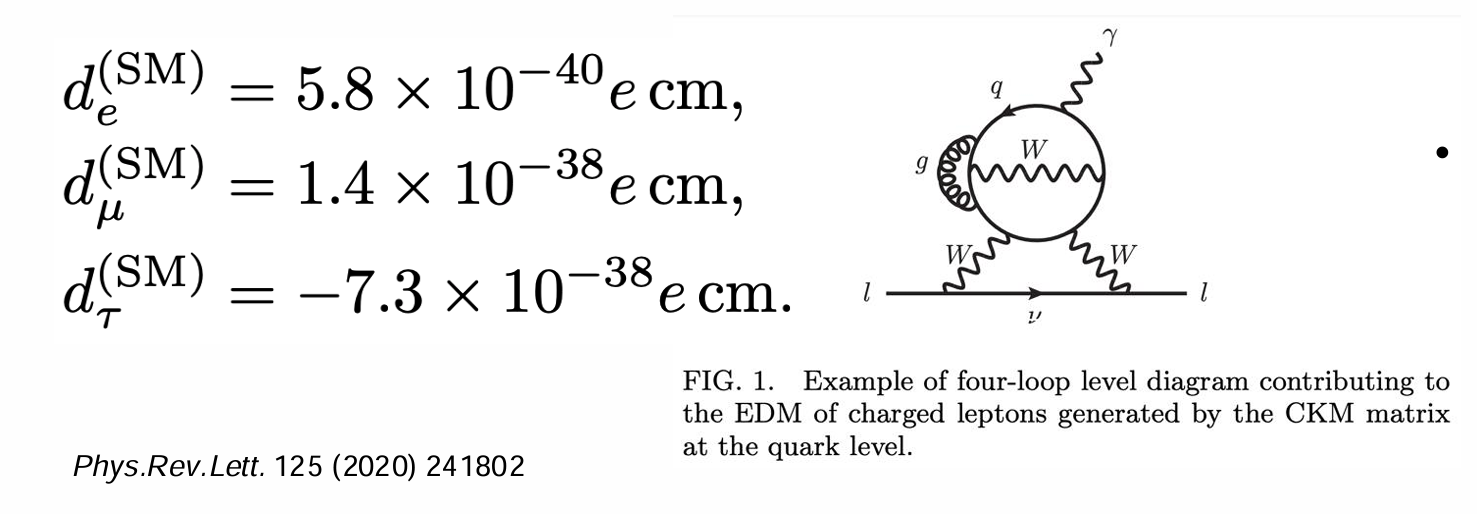 d_e^{(SM)} = 5.8 × 10^{−40} e cm,
d_μ^{(SM)} = 1.4 × 10^{−38} e cm,
d_τ^{(SM)} = −7.3 × 10^{−38} e cm.
γ
q
W
g
W
W
l
l
ν
FIG. 1. Example of four-loop level diagram contributing to
the EDM of charged leptons generated by the CKM matrix
at the quark level.
Phys.Rev.Lett. 125 (2020) 241802